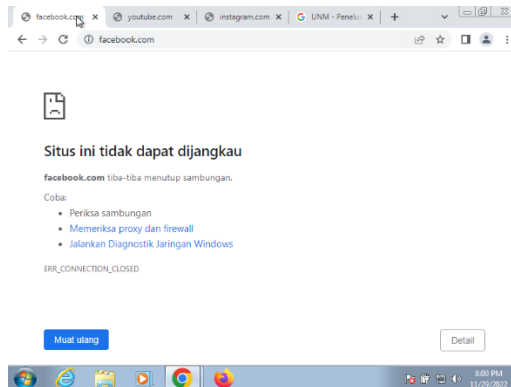 facebook.com
youtube.com
instagram.com
UNM - Penelu
facebook.com
Situs ini tidak dapat dijangkau
facebook.com tiba-tiba menutup sambungan.
Coba:
Periksa sambungan
Memeriksa proxy dan firewall
Jalankan Diagnostik Jaringan Windows
ERR_CONNECTION_CLOSED
Muat ulang
Detail
8:00 PM
11/29/2022